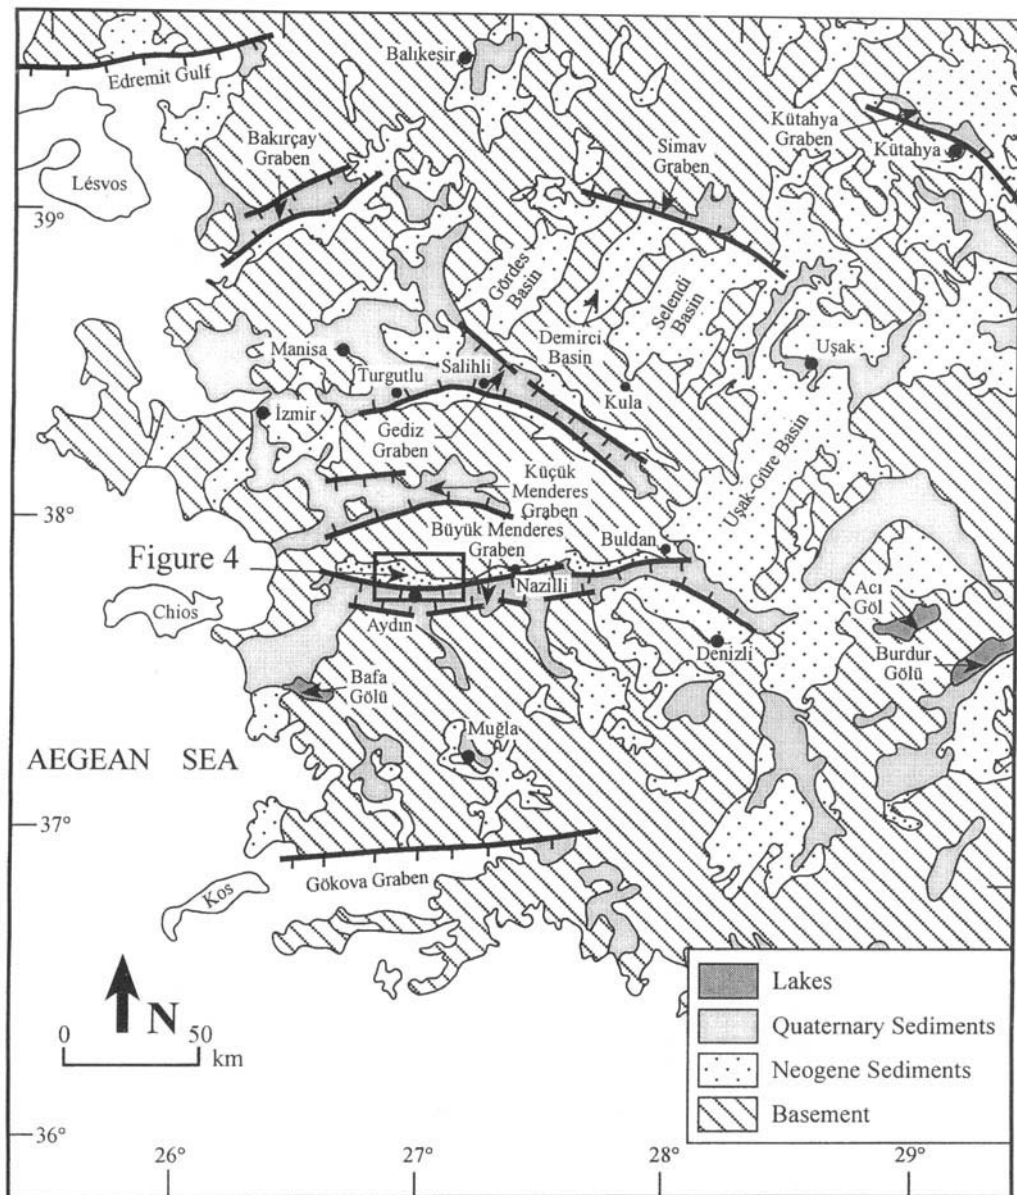 Edremit Gulf
Balıkesir
Kütahya
Graben
Kütahya
Bakırçay
Graben
Simav
Graben
Lésvos
39°
Gördes
Basin
Demirci
Basin
Selendi
Basin
Uşak
Manisa
Turgutlu
Salihli
Kula
İzmir
Gediz
Graben
Uşak-Güre Basin
Küçük
Menderes
Graben
38°
Büyük Menderes
Graben
Buldan
Figure 4
Nazilli
Chios
Aydın
Denizli
Acı
Göl
Burdur
Gölü
Bafa
Gölü
Muğla
AEGEAN SEA
37°
Gökova Graben
Kos
N
0 50
km
Lakes
Quaternary Sediments
Neogene Sediments
Basement
36°
26° 27° 28° 29°